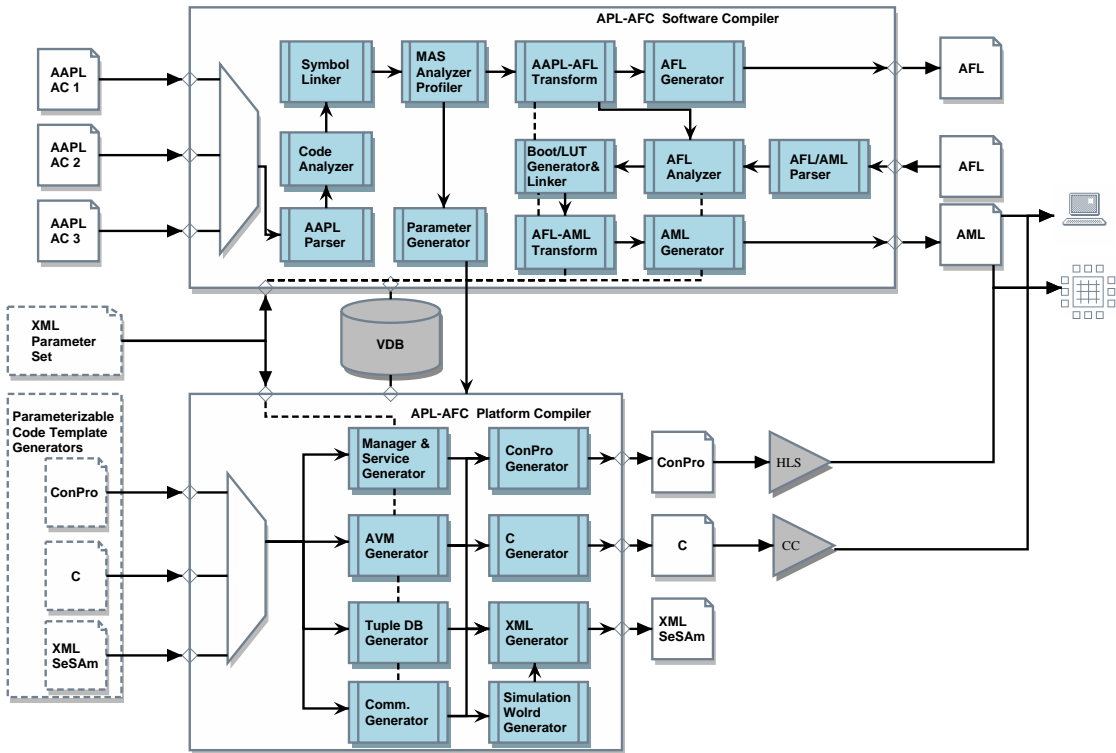 APL-AFC Software Compiler
AAPL
AC 1
AAPL
AC 2
AAPL
AC 3
Symbol
Linker
MAS
Analyzer
Profiler
AAPL-AFL
Transform
AFL
Generator
AFL
Code
Analyzer
Boot/LUT
Generator&
Linker
AFL
Analyzer
AFL/AML
Parser
AFL
AAPL
Parser
Parameter
Generator
AFL-AML
Transform
AML
Generator
AML
XML
Parameter
Set
VDB
APL-AFC Platform Compiler
Parameterizable
Code Template
Generators
ConPro
C
XML
SeSAm
Manager &
Service
Generator
ConPro
Generator
ConPro
HLS
AVM
Generator
C
Generator
C
CC
Tuple DB
Generator
XML
Generator
XML
SeSAm
Comm.
Generator
Simulation
Wolrd
Generator